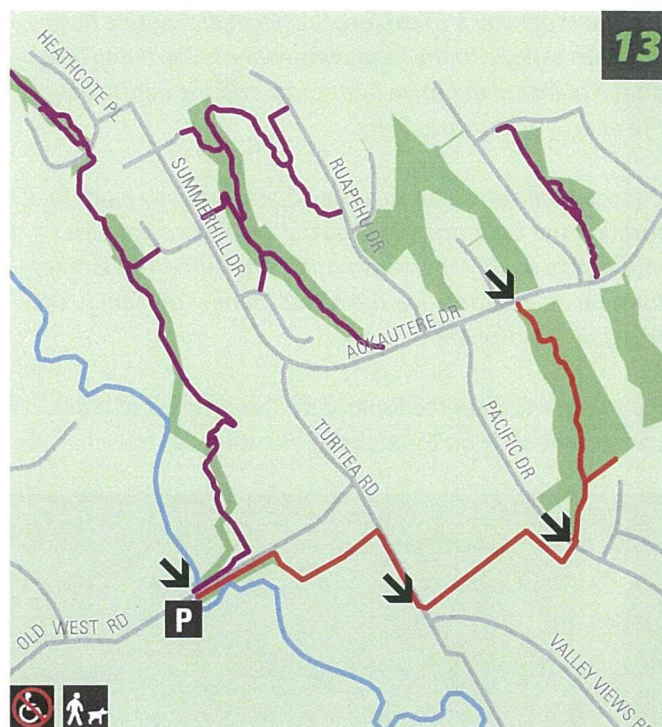 13
HEATHCOTE PL
SUMMERHILL DR
RUAPEHU DR
AOKAUTERE DR
PACIFIC DR
TURITEA RD
P
OLD WEST RD
VALLEY VIEWS RD